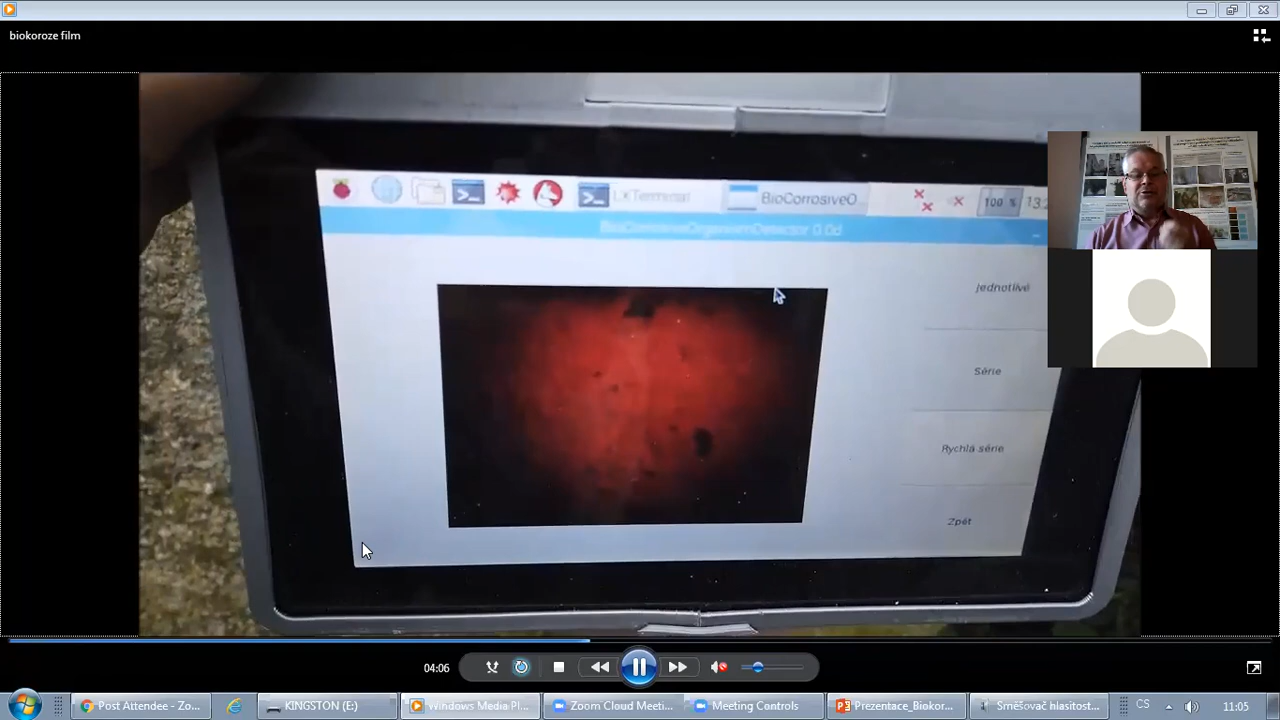 biokoroze film
LXTerminal
BioCorrosiveO
100 %
BioCorrosiveOrganismDetector 0.0d
Jednotlivě
Série
Rychlá série
Zpět
04:06
Post Attendee - Zo...
KINGSTON (E:)
Windows Media Pl...
Zoom Cloud Meeti...
Meeting Controls
Prezentace_Biokor...
Směšovač hlasitost...
CS
11:05